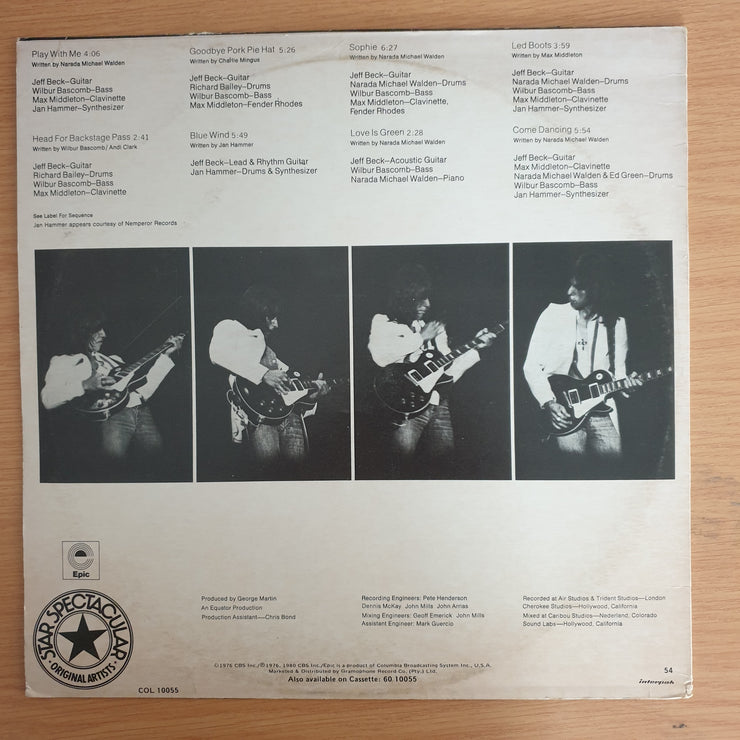 Play With Me 4:06
Written by Narada Michael Walden
Jeff Beck–Guitar
Wilbur Bascomb–Bass
Max Middleton–Clavinette
Jan Hammer–Synthesizer
Goodbye Pork Pie Hat 5:26
Written by Charlie Mingus
Jeff Beck–Guitar
Richard Bailey–Drums
Wilbur Bascomb–Bass
Max Middleton–Fender Rhodes
Sophie 6:27
Written by Narada Michael Walden
Jeff Beck–Guitar
Narada Michael Walden–Drums
Wilbur Bascomb–Bass
Max Middleton–Clavinette,
Fender Rhodes
Led Boots 3:59
Written by Max Middleton
Jeff Beck–Guitar
Narada Michael Walden–Drums
Wilbur Bascomb–Bass
Max Middleton–Clavinette
Jan Hammer–Synthesizer
Head For Backstage Pass 2:41
Written by Wilbur Bascomb/Andi Clark
Jeff Beck–Guitar
Richard Bailey–Drums
Wilbur Bascomb–Bass
Max Middleton–Clavinette
Blue Wind 5:49
Written by Jan Hammer
Jeff Beck–Lead & Rhythm Guitar
Jan Hammer–Drums & Synthesizer
Love Is Green 2:28
Written by Narada Michael Walden
Jeff Beck–Acoustic Guitar
Wilbur Bascomb–Bass
Narada Michael Walden–Piano
Come Dancing 5:54
Written by Narada Michael Walden
Jeff Beck–Guitar
Max Middleton–Clavinette
Narada Michael Walden & Ed Green–Drums
Wilbur Bascomb–Bass
Jan Hammer–Synthesizer
See Label For Sequence
Jan Hammer appears courtesy of Nemperor Records
Epic
STAR SPECTACULAR
• ORIGINAL ARTISTS •
COL 10055
Produced by George Martin
An Equator Production
Production Assistant–Chris Bond
Recording Engineers: Pete Henderson
Dennis McKay John Mills John Arrias
Mixing Engineers: Geoff Emerick John Mills
Assistant Engineer: Mark Guercio
Recorded at Air Studios & Trident Studios–London
Cherokee Studios–Hollywood, California
Mixed at Caribou Studios–Nederland, Colorado
Sound Labs–Hollywood, California
©1976 CBS Inc./℗1976, 1980 CBS Inc./Epic is a product of Columbia Broadcasting System Inc., U.S.A.
Marketed & Distributed by Gramophone Record Co. (Pty.) Ltd.
Also available on Cassette: 60 10055
54
interpak